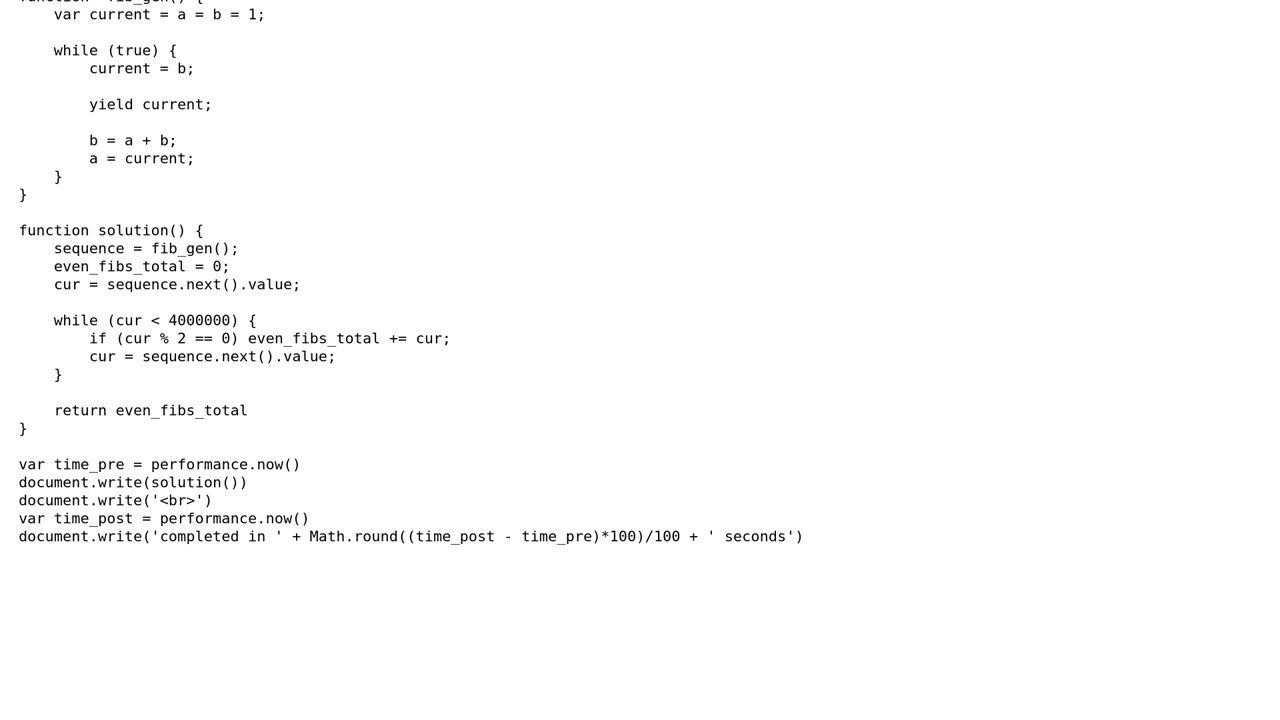 var current = a = b = 1;

    while (true) {
        current = b;

        yield current;

        b = a + b;
        a = current;
    }
}

function solution() {
    sequence = fib_gen();
    even_fibs_total = 0;
    cur = sequence.next().value;

    while (cur < 4000000) {
        if (cur % 2 == 0) even_fibs_total += cur;
        cur = sequence.next().value;
    }

    return even_fibs_total
}

var time_pre = performance.now()
document.write(solution())
document.write('<br>')
var time_post = performance.now()
document.write('completed in ' + Math.round((time_post - time_pre)*100)/100 + ' seconds')